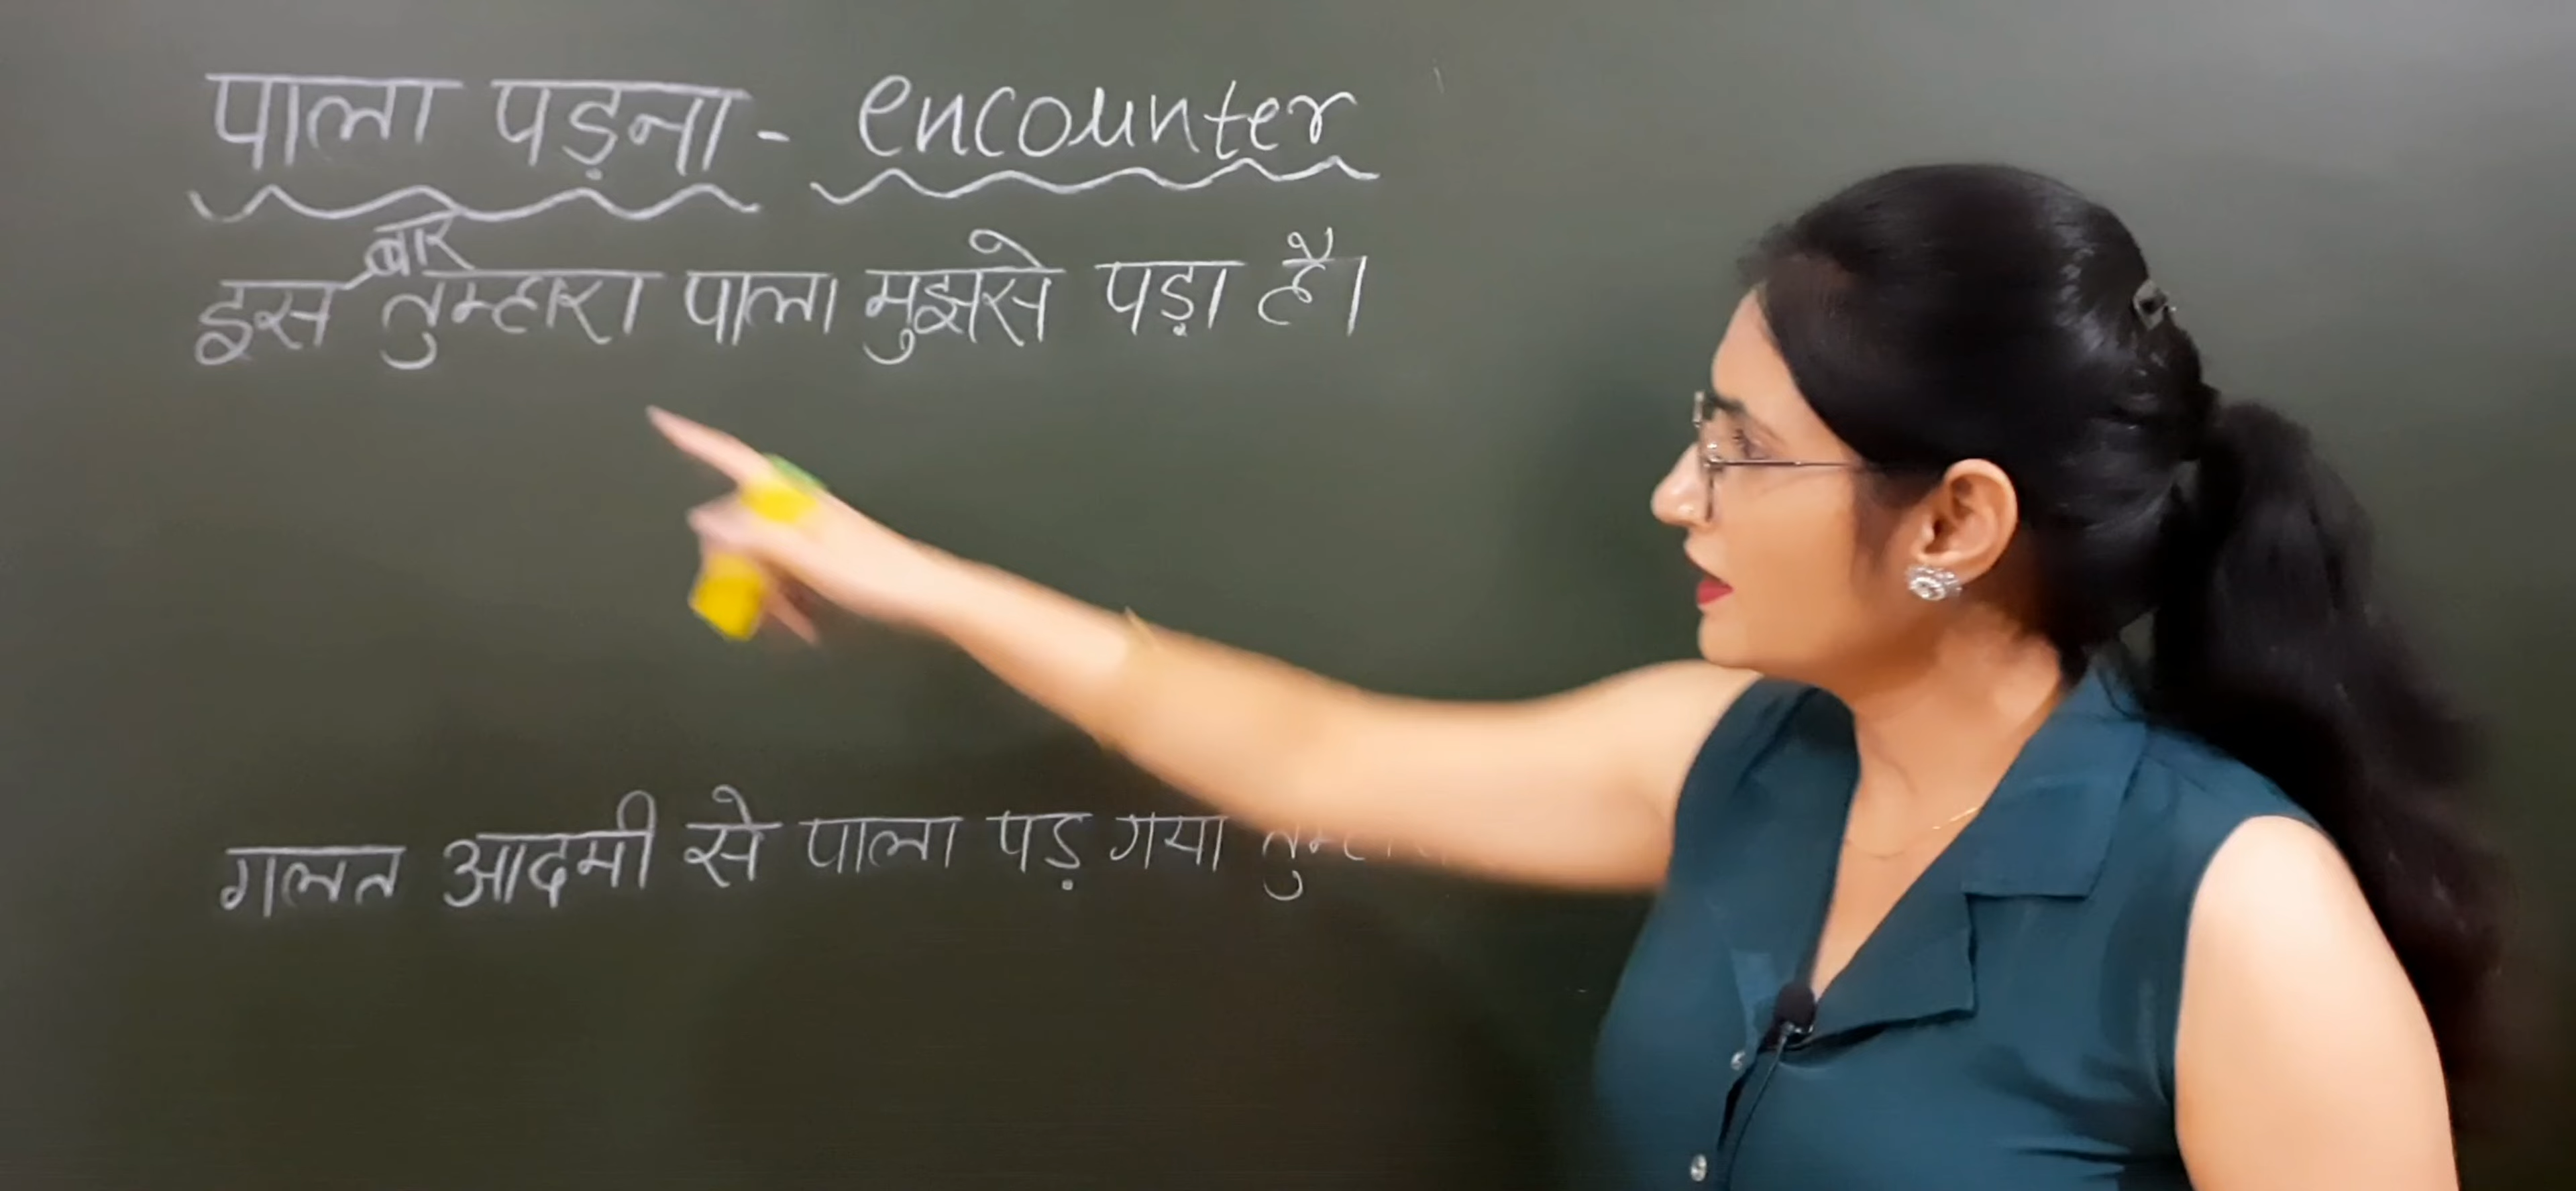 पाला पड़ना - encounter
इस बार तुम्हारा पाला मुझसे पड़ा है।
गलत आदमी से पाला पड़ गया